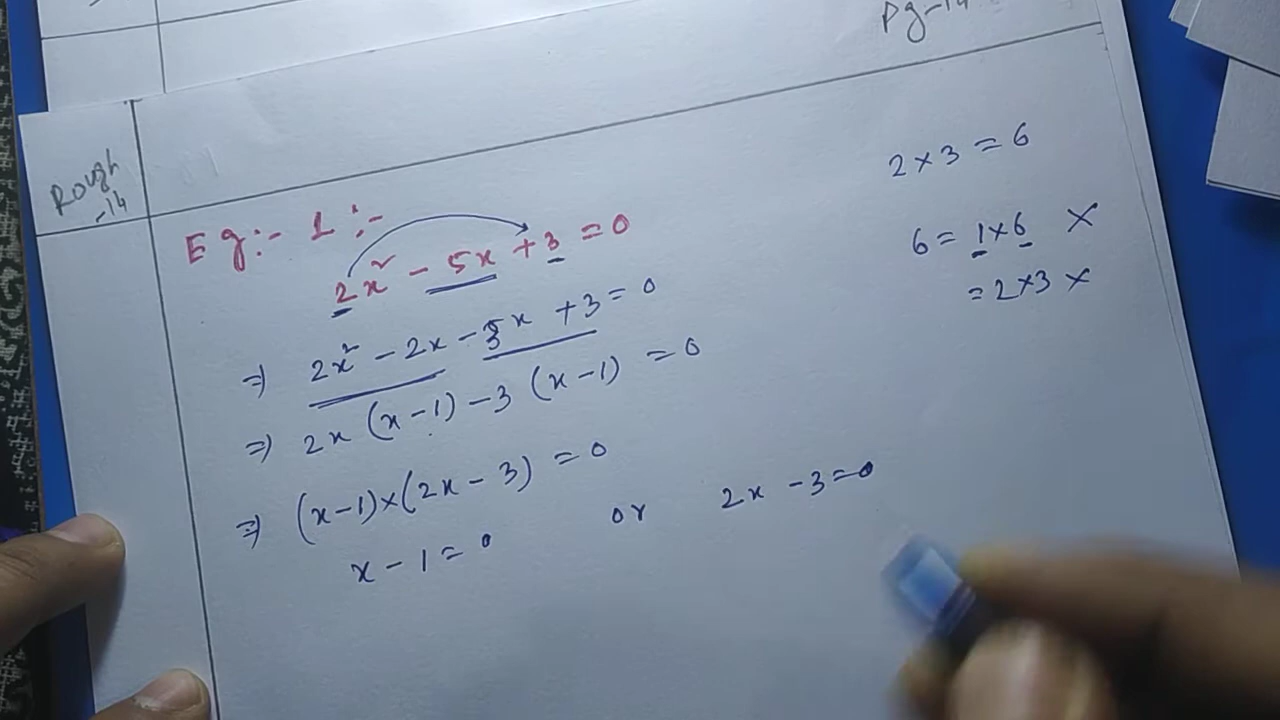 Pg-14
Rough
-14
Eg:- 1:-
2x² - 5x + 3 = 0
⇒ 2x² - 2x - 3x + 3 = 0
⇒ 2x (x-1) - 3 (x-1) = 0
⇒ (x-1)×(2x-3) = 0
x - 1 = 0 or 2x - 3 = 0
2×3 = 6
6 = 1×6 ×
= 2×3 ×